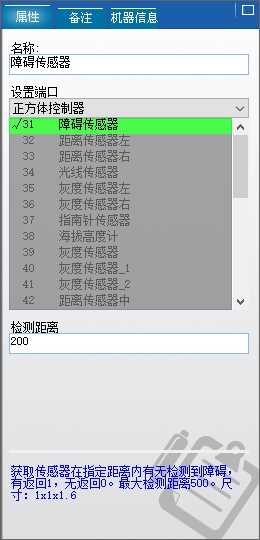 属性 备注 机器信息
名称:
障碍传感器
设置端口
正方体控制器
✓31 障碍传感器
32 距离传感器左
33 距离传感器右
34 光线传感器
35 灰度传感器左
36 灰度传感器右
37 指南针传感器
38 海拔高度计
39 灰度传感器
40 灰度传感器_1
41 灰度传感器_2
42 距离传感器中
检测距离
200
获取传感器在指定距离内有无检测到障碍，
有返回1，无返回0。最大检测距离500。尺
寸：1x1x1.6